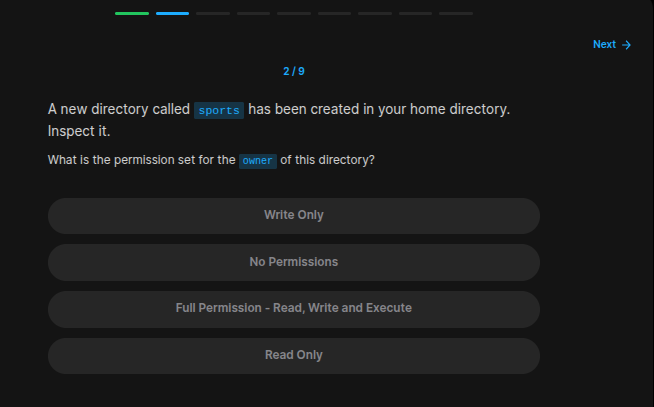 Next →
2 / 9
A new directory called sports has been created in your home directory.
Inspect it.
What is the permission set for the owner of this directory?
Write Only
No Permissions
Full Permission - Read, Write and Execute
Read Only